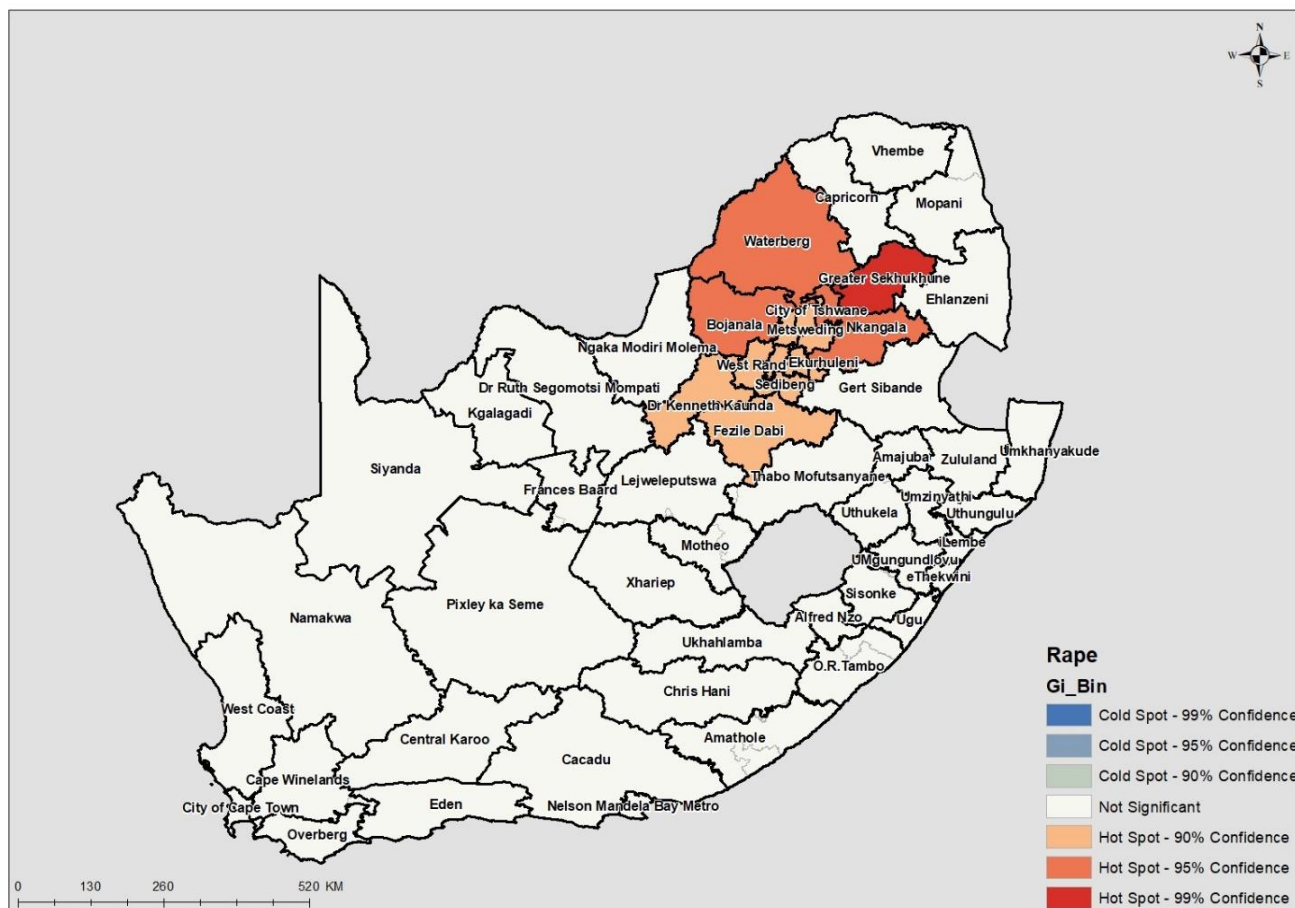 N
W E
S
Vhembe
Capricorn
Mopani
Waterberg
Greater Sekhukhune
Ehlanzeni
City of Tshwane
Bojanala
Metsweding
Nkangala
Ngaka Modiri Molema
West Rand
Ekurhuleni
Sedibeng
Dr Ruth Segomotsi Mompati
Gert Sibande
Kgalagadi
Dr Kenneth Kaunda
Fezile Dabi
Siyanda
Amajuba
Zululand
Umkhanyakude
Thabo Mofutsanyane
Lejweleputswa
Frances Baard
Umzinyathi
Uthukela
Uthungulu
Motheo
iLembe
UMgungundlovu
Xhariep
eThekwini
Sisonke
Pixley ka Seme
Namakwa
Alfred Nzo
Ugu
Ukhahlamba
O.R.Tambo
Chris Hani
West Coast
Central Karoo
Amathole
Cacadu
Cape Winelands
Eden
City of Cape Town
Nelson Mandela Bay Metro
Overberg
Rape
Gi_Bin
Cold Spot - 99% Confidence
Cold Spot - 95% Confidence
Cold Spot - 90% Confidence
Not Significant
Hot Spot - 90% Confidence
Hot Spot - 95% Confidence
Hot Spot - 99% Confidence
0 130 260 520 KM